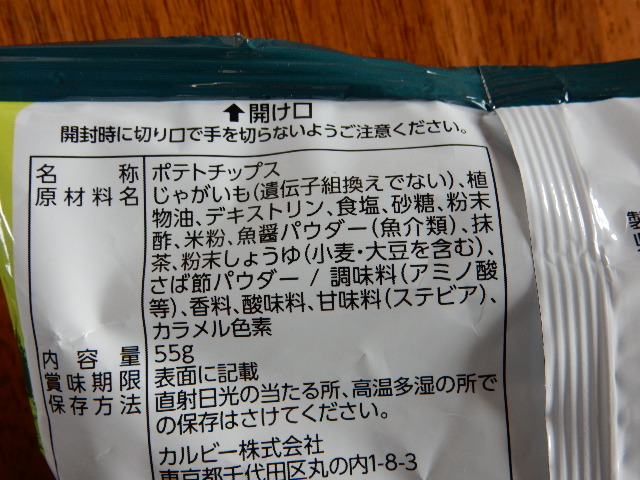 ⬆開け口
開封時に切り口で手を切らないようご注意ください。
名称 ポテトチップス
原材料名 じゃがいも(遺伝子組換えでない)、植
物油、デキストリン、食塩、砂糖、粉末
酢、米粉、魚醤パウダー(魚介類)、抹
茶、粉末しょうゆ(小麦・大豆を含む)、
さば節パウダー / 調味料(アミノ酸
等)、香料、酸味料、甘味料(ステビア)、
カラメル色素
内容量 55g
賞味期限 表面に記載
保存方法 直射日光の当たる所、高温多湿の所で
の保存はさけてください。
カルビー株式会社
東京都千代田区丸の内1-8-3
製